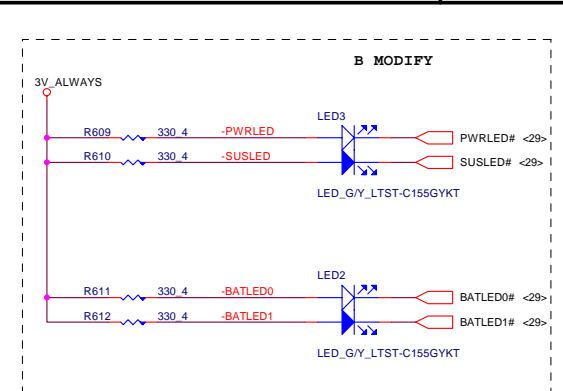 B MODIFY
3V_ALWAYS
LED3
R609 330_4 -PWRLED PWRLED# <29>
R610 330_4 -SUSLED SUSLED# <29>
LED_G/Y_LTST-C155GYKT
LED2
R611 330_4 -BATLED0 BATLED0# <29>
R612 330_4 -BATLED1 BATLED1# <29>
LED_G/Y_LTST-C155GYKT